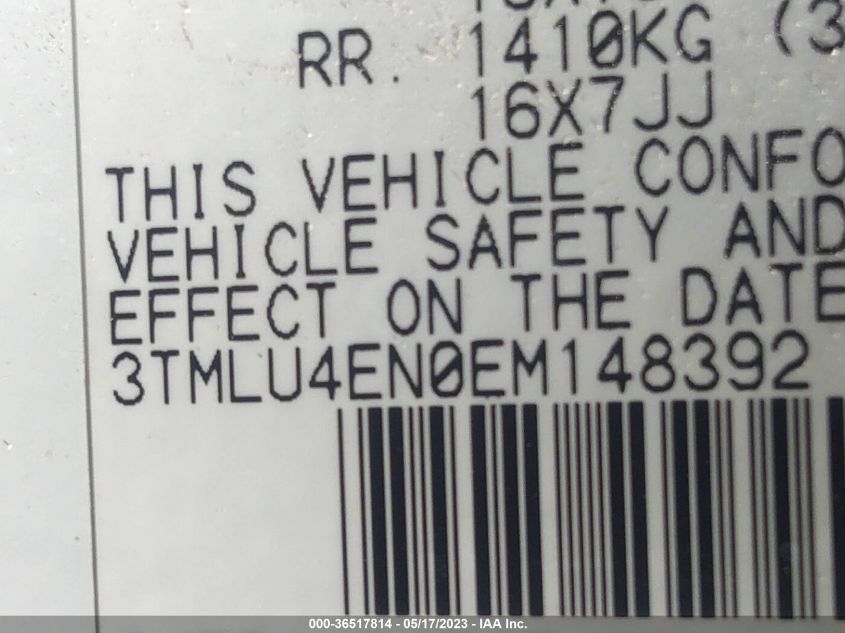 RR. 1410KG (3
16X7JJ
THIS VEHICLE CONFO
VEHICLE SAFETY AND
EFFECT ON THE DATE
3TMLU4EN0EM148392
000-36517814 - 05/17/2023 - IAA Inc.